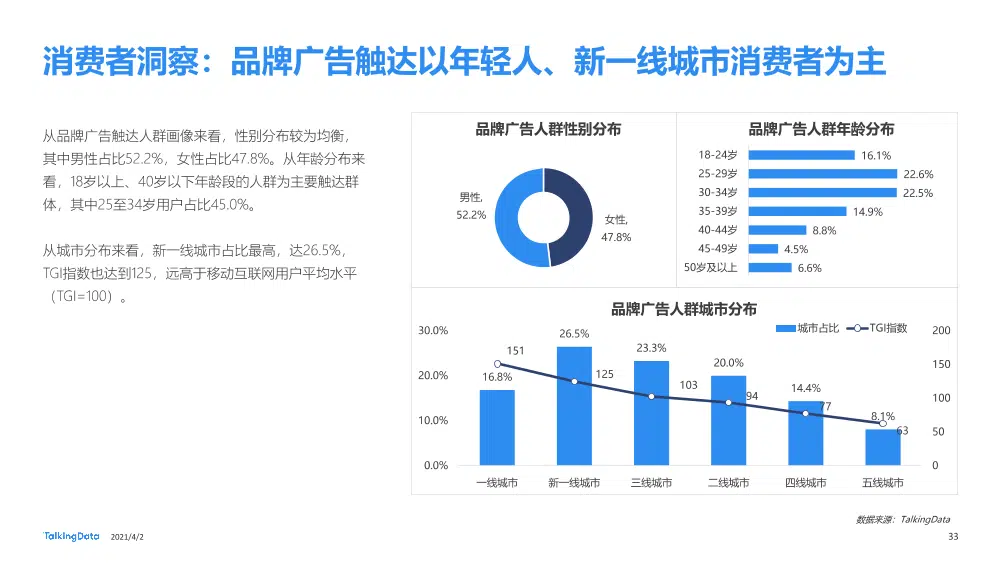 消费者洞察：品牌广告触达以年轻人、新一线城市消费者为主
从品牌广告触达人群画像来看，性别分布较为均衡，
其中男性占比52.2%，女性占比47.8%。从年龄分布来
看，18岁以上、40岁以下年龄段的人群为主要触达群
体，其中25至34岁用户占比45.0%。
从城市分布来看，新一线城市占比最高，达26.5%，
TGI指数也达到125，远高于移动互联网用户平均水平
（TGI=100）。
品牌广告人群性别分布
男性,
52.2%
女性,
47.8%
品牌广告人群年龄分布
18-24岁 16.1%
25-29岁 22.6%
30-34岁 22.5%
35-39岁 14.9%
40-44岁 8.8%
45-49岁 4.5%
50岁及以上 6.6%
品牌广告人群城市分布
城市占比 TGI指数
30.0%
20.0%
10.0%
0.0%
16.8% 26.5% 23.3% 20.0% 14.4% 8.1%
151 125 103 94 77 63
200
150
100
50
0
一线城市 新一线城市 三线城市 二线城市 四线城市 五线城市
数据来源：TalkingData
TalkingData 2021/4/2
33